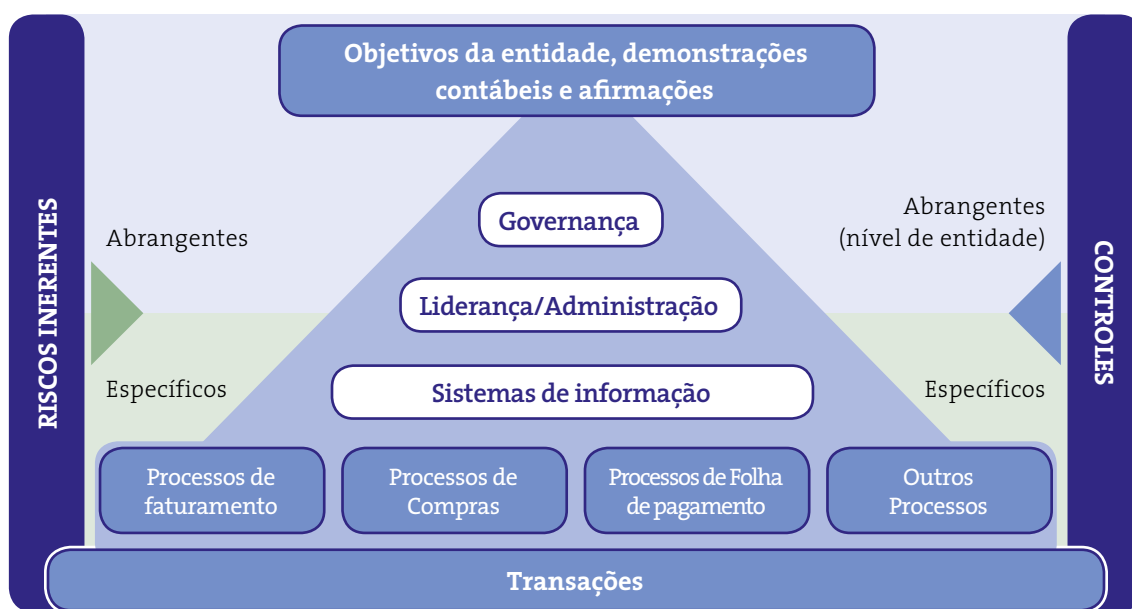 Objetivos da entidade, demonstrações
contábeis e afirmações
RISCOS INERENTES
Abrangentes
Específicos
Governança
Liderança/Administração
Sistemas de informação
Abrangentes
(nível de entidade)
Específicos
CONTROLES
Processos de
faturamento
Processos de
Compras
Processos de Folha
de pagamento
Outros
Processos
Transações